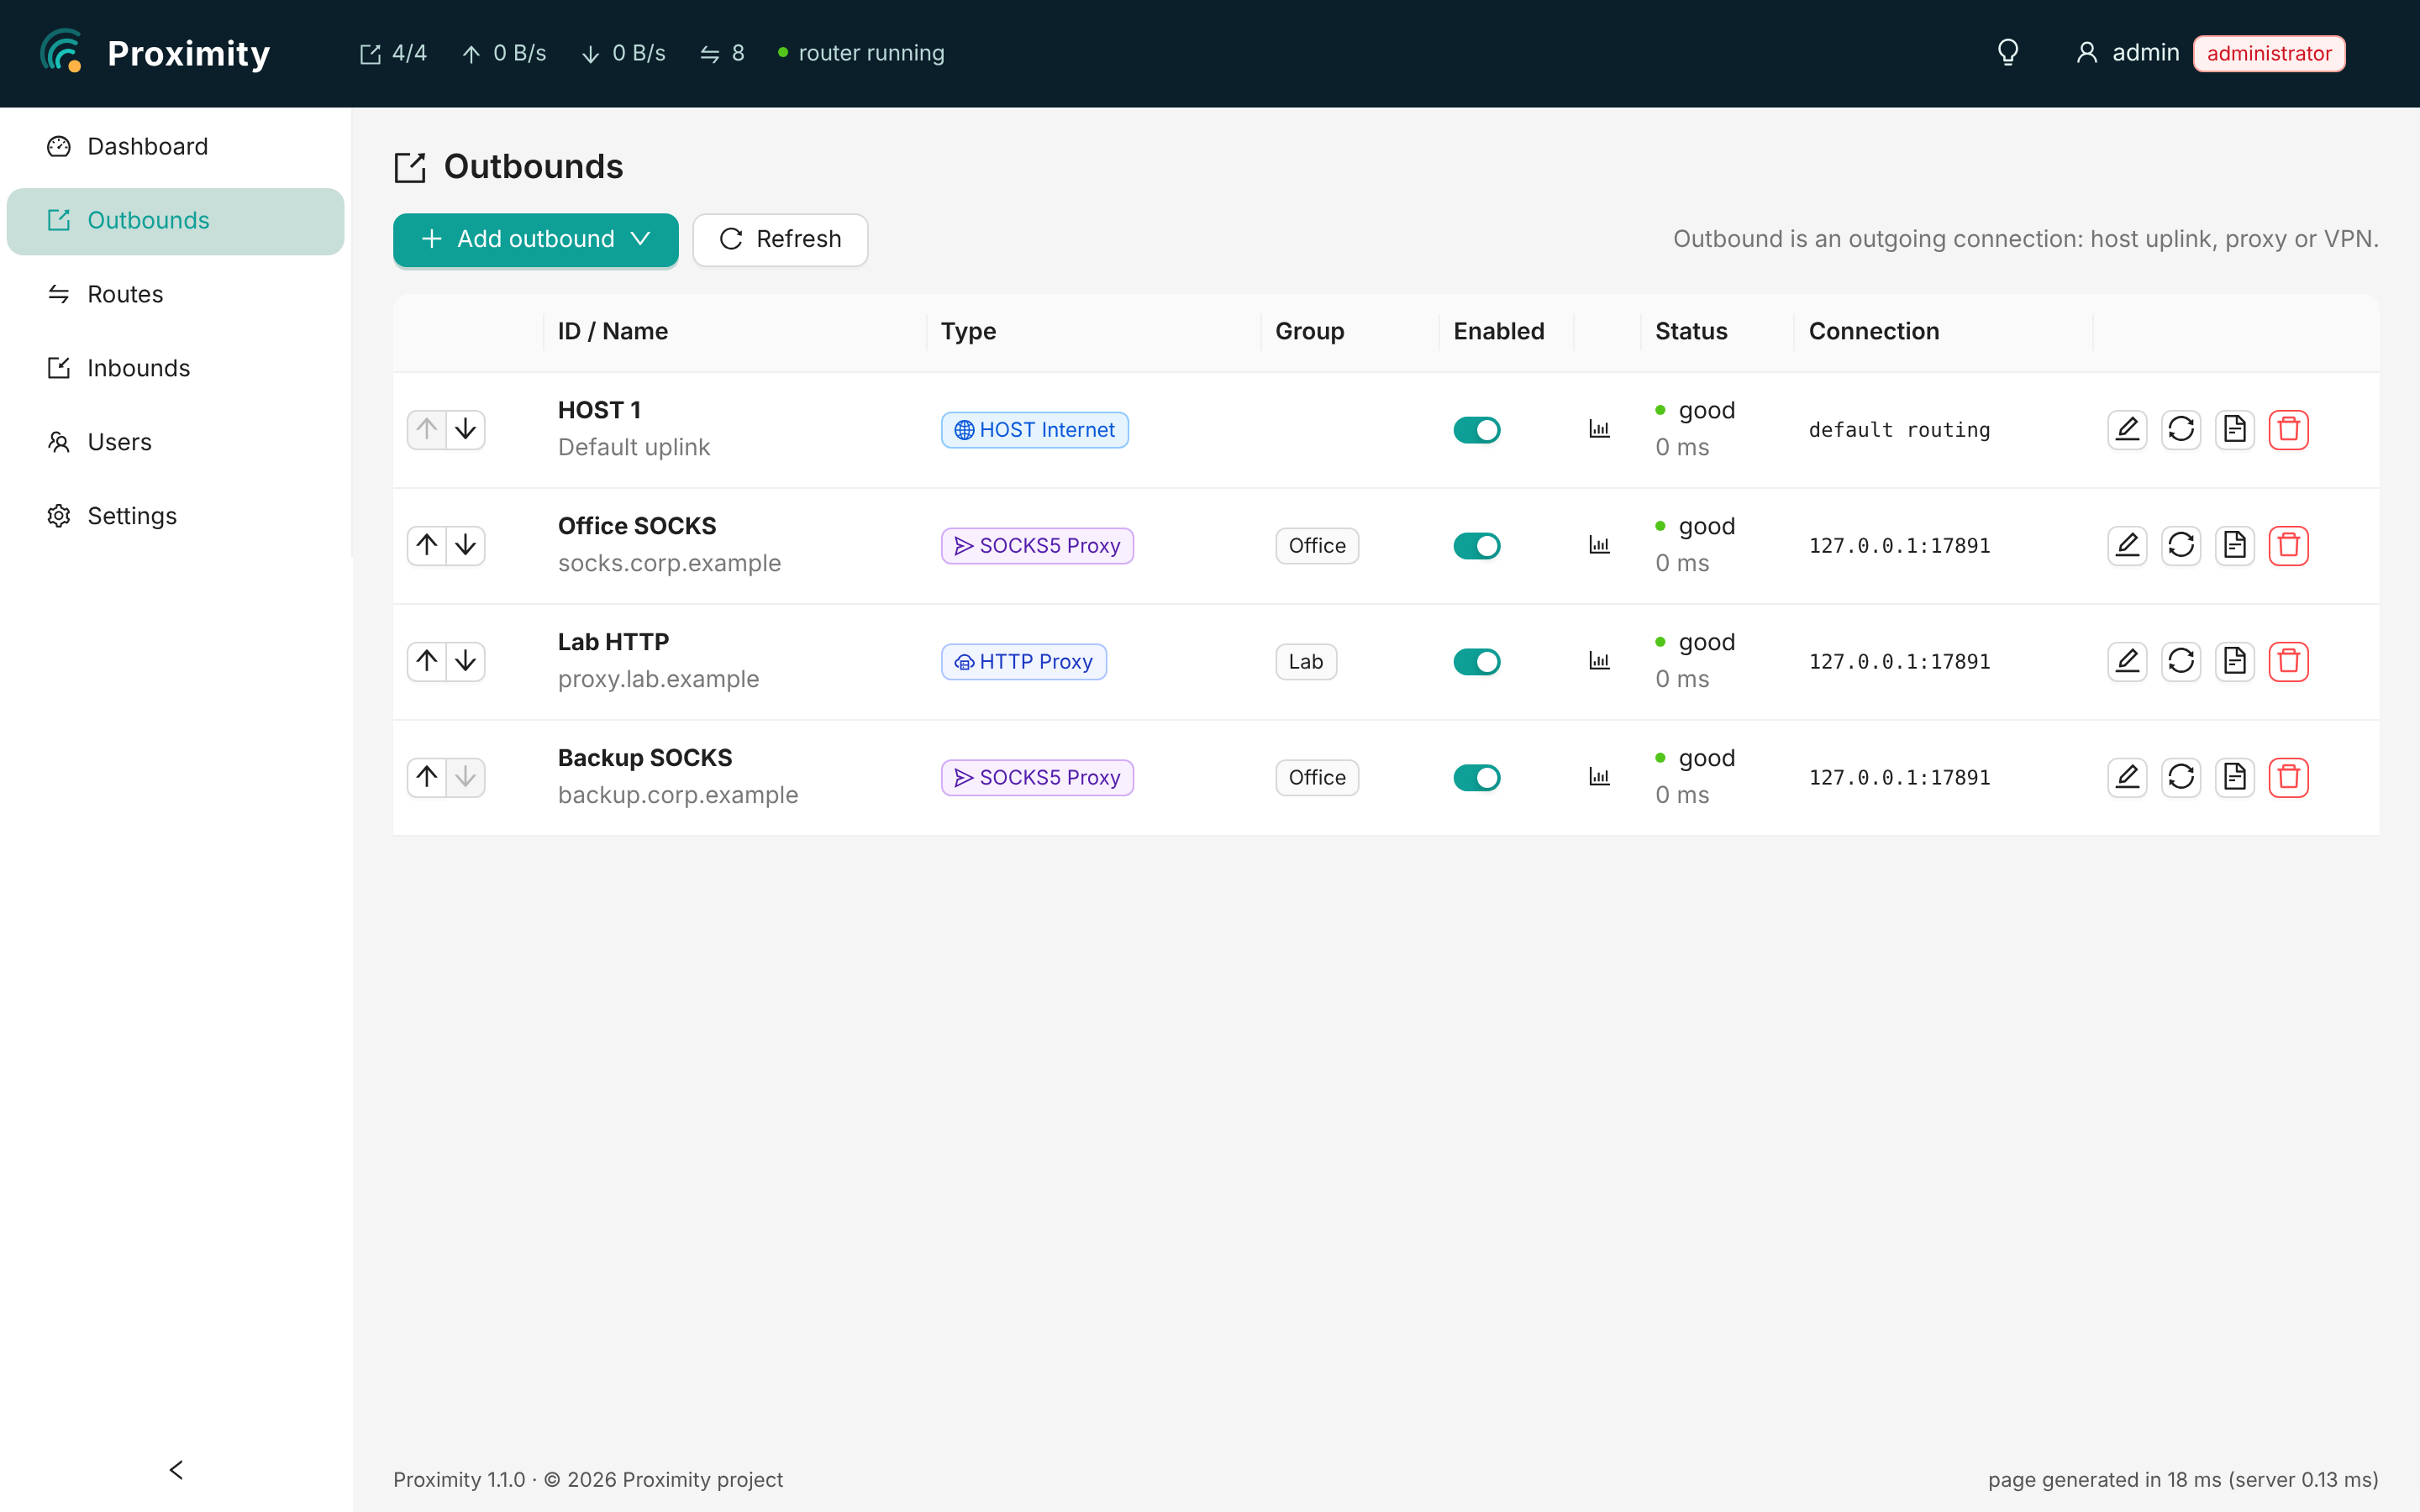 Proximity
4/4 0 B/s 0 B/s 8 router running
admin administrator
Dashboard
Outbounds
Routes
Inbounds
Users
Settings
Outbounds
Add outbound Refresh
Outbound is an outgoing connection: host uplink, proxy or VPN.
ID / Name Type Group Enabled Status Connection
HOST 1
Default uplink
HOST Internet
good
0 ms
default routing
Office SOCKS
socks.corp.example
SOCKS5 Proxy
Office
good
0 ms
127.0.0.1:17891
Lab HTTP
proxy.lab.example
HTTP Proxy
Lab
good
0 ms
127.0.0.1:17891
Backup SOCKS
backup.corp.example
SOCKS5 Proxy
Office
good
0 ms
127.0.0.1:17891
Proximity 1.1.0 · © 2026 Proximity project
page generated in 18 ms (server 0.13 ms)